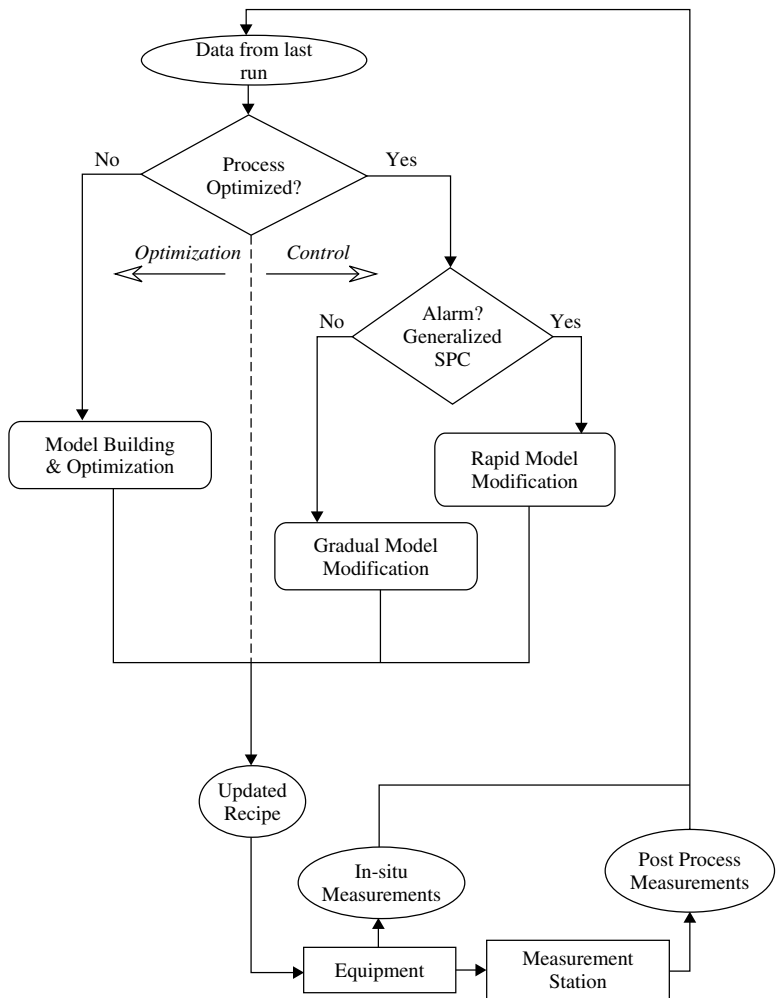 Data from last
run
No
Process
Optimized?
Yes
Optimization
Control
No
Alarm?
Generalized
SPC
Yes
Model Building
& Optimization
Rapid Model
Modification
Gradual Model
Modification
Updated
Recipe
In-situ
Measurements
Post Process
Measurements
Equipment
Measurement
Station